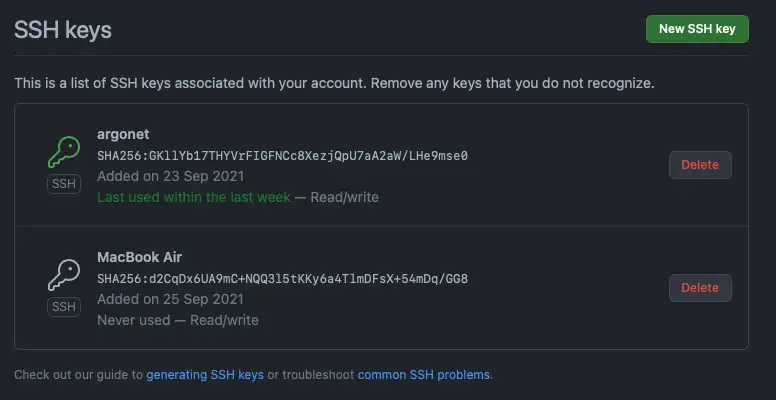 SSH keys
New SSH key
This is a list of SSH keys associated with your account. Remove any keys that you do not recognize.
argonet
SHA256:GKllYb17THYVrFIGFNCc8XezjQpU7aA2aW/LHe9mse0
SSH
Added on 23 Sep 2021
Last used within the last week — Read/write
Delete
MacBook Air
SHA256:d2CqDx6UA9mC+NQQ3l5tKKy6a4TlmDFsX+54mDq/GG8
SSH
Added on 25 Sep 2021
Never used — Read/write
Delete
Check out our guide to generating SSH keys or troubleshoot common SSH problems.